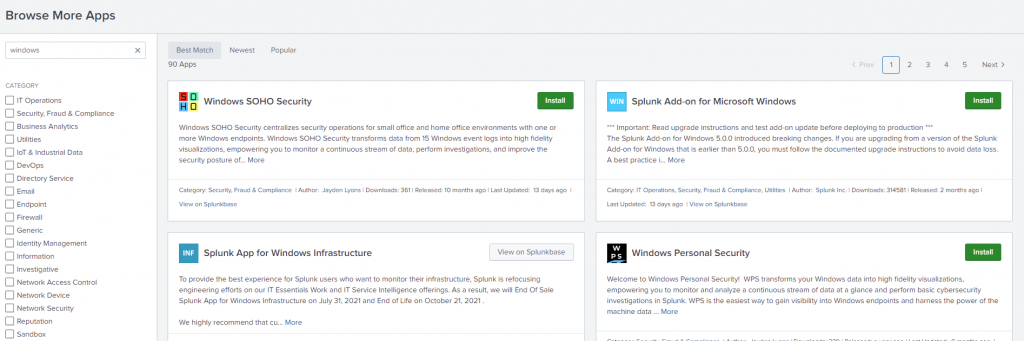 Browse More Apps
windows
CATEGORY
IT Operations
Security, Fraud & Compliance
Business Analytics
Utilities
IoT & Industrial Data
DevOps
Directory Service
Email
Endpoint
Firewall
Generic
Identity Management
Information
Investigative
Network Access Control
Network Device
Network Security
Reputation
Sandbox
Best Match Newest Popular
90 Apps
Prev 1 2 3 4 5 Next
SOHO
Windows SOHO Security
Install
Windows SOHO Security centralizes security operations for small office and home office environments with one or
more Windows endpoints. Windows SOHO Security transforms data from 15 Windows event logs into high fidelity
visualizations, empowering you to monitor a continuous stream of data, perform investigations, and improve the
security posture of... More
Category: Security, Fraud & Compliance | Author: Jayden Lyons | Downloads: 361 | Released: 10 months ago | Last Updated: 13 days ago |
View on Splunkbase
WIN
Splunk Add-on for Microsoft Windows
Install
*** Important: Read upgrade instructions and test add-on update before deploying to production ***
The Splunk Add-on for Windows 5.0.0 introduced breaking changes. If you are upgrading from a version of the Splunk
Add-on for Windows that is earlier than 5.0.0, you must follow the documented upgrade instructions to avoid data loss.
A best practice i... More
Category: IT Operations, Security, Fraud & Compliance, Utilities | Author: Splunk Inc. | Downloads: 314581 | Released: 2 months ago |
Last Updated: 13 days ago | View on Splunkbase
INF
Splunk App for Windows Infrastructure
View on Splunkbase
To provide the best experience for Splunk users who want to monitor their infrastructure, Splunk is refocusing
engineering efforts on our IT Essentials Work and IT Service Intelligence offerings. As a result, we will End Of Sale
Splunk App for Windows Infrastructure on July 31, 2021 and End of Life on October 21, 2021 .
We highly recommend that cu... More
WPS
Windows Personal Security
Install
Welcome to Windows Personal Security! WPS transforms your Windows data into high fidelity visualizations,
empowering you to monitor and analyze a continuous stream of data at a glance and perform basic cybersecurity
investigations in Splunk. WPS is the easiest way to gain visibility into Windows endpoints and harness the power of the
machine data ... More